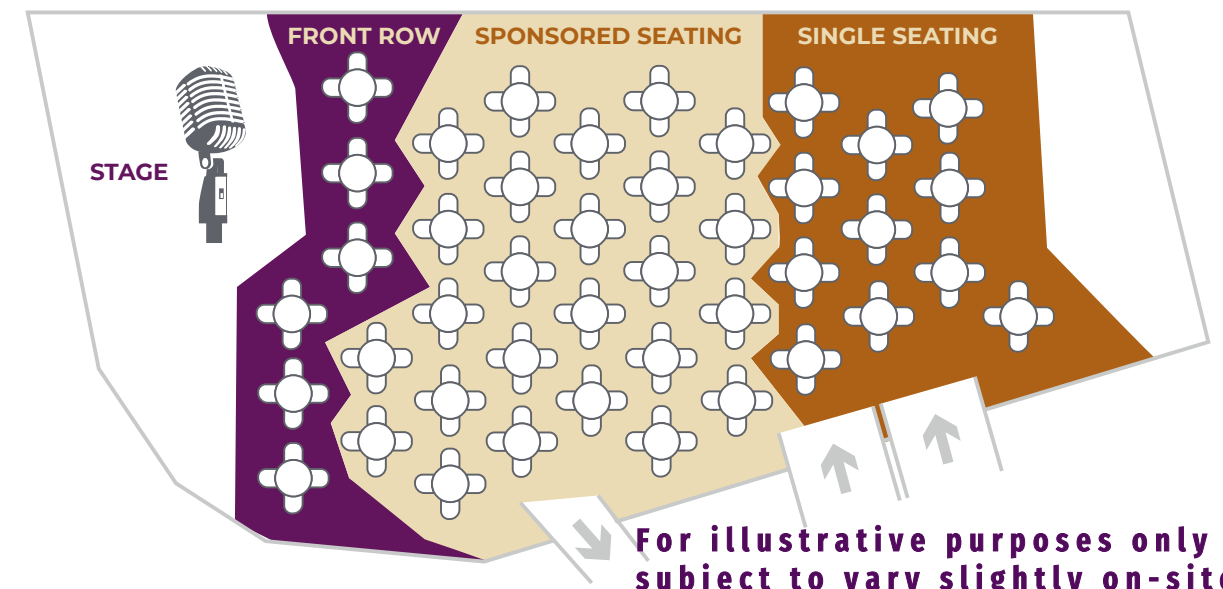 FRONT ROW
SPONSORED SEATING
SINGLE SEATING
STAGE
For illustrative purposes only
subject to vary slightly on-site